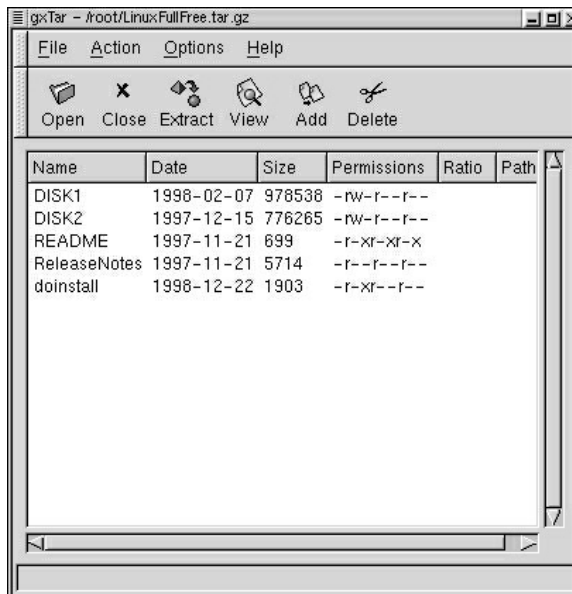 gxTar - /root/LinuxFullFree.tar.gz
File Action Options Help
Open Close Extract View Add Delete
Name Date Size Permissions Ratio Path
DISK1 1998-02-07 978538 -rw-r--r--
DISK2 1997-12-15 776265 -rw-r--r--
README 1997-11-21 699 -r-xr-xr-x
ReleaseNotes 1997-11-21 5714 -r--r--r--
doinstall 1998-12-22 1903 -r-xr--r--